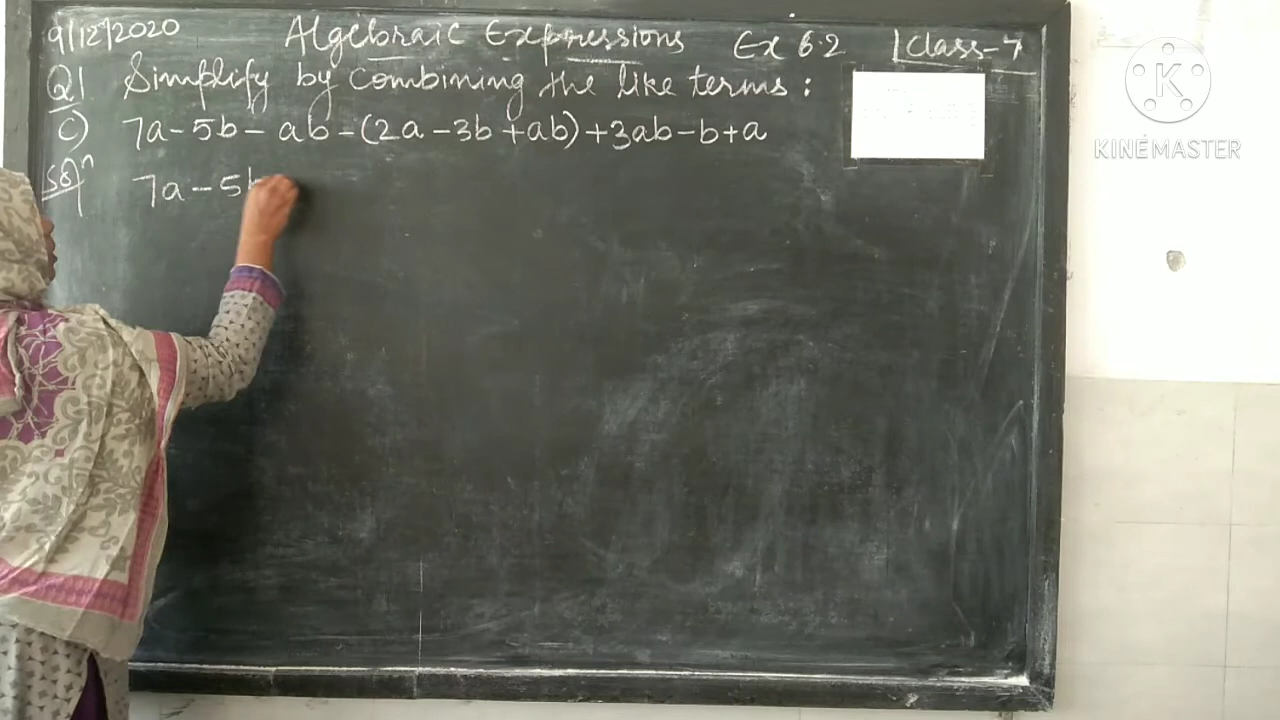 9/12/2020 Algebraic Expressions Ex 6.2 Class-7
Q1 Simplify by combining the like terms :
C) 7a - 5b - ab - (2a - 3b + ab) + 3ab - b + a
Solⁿ 7a - 5b
K
KINEMASTER